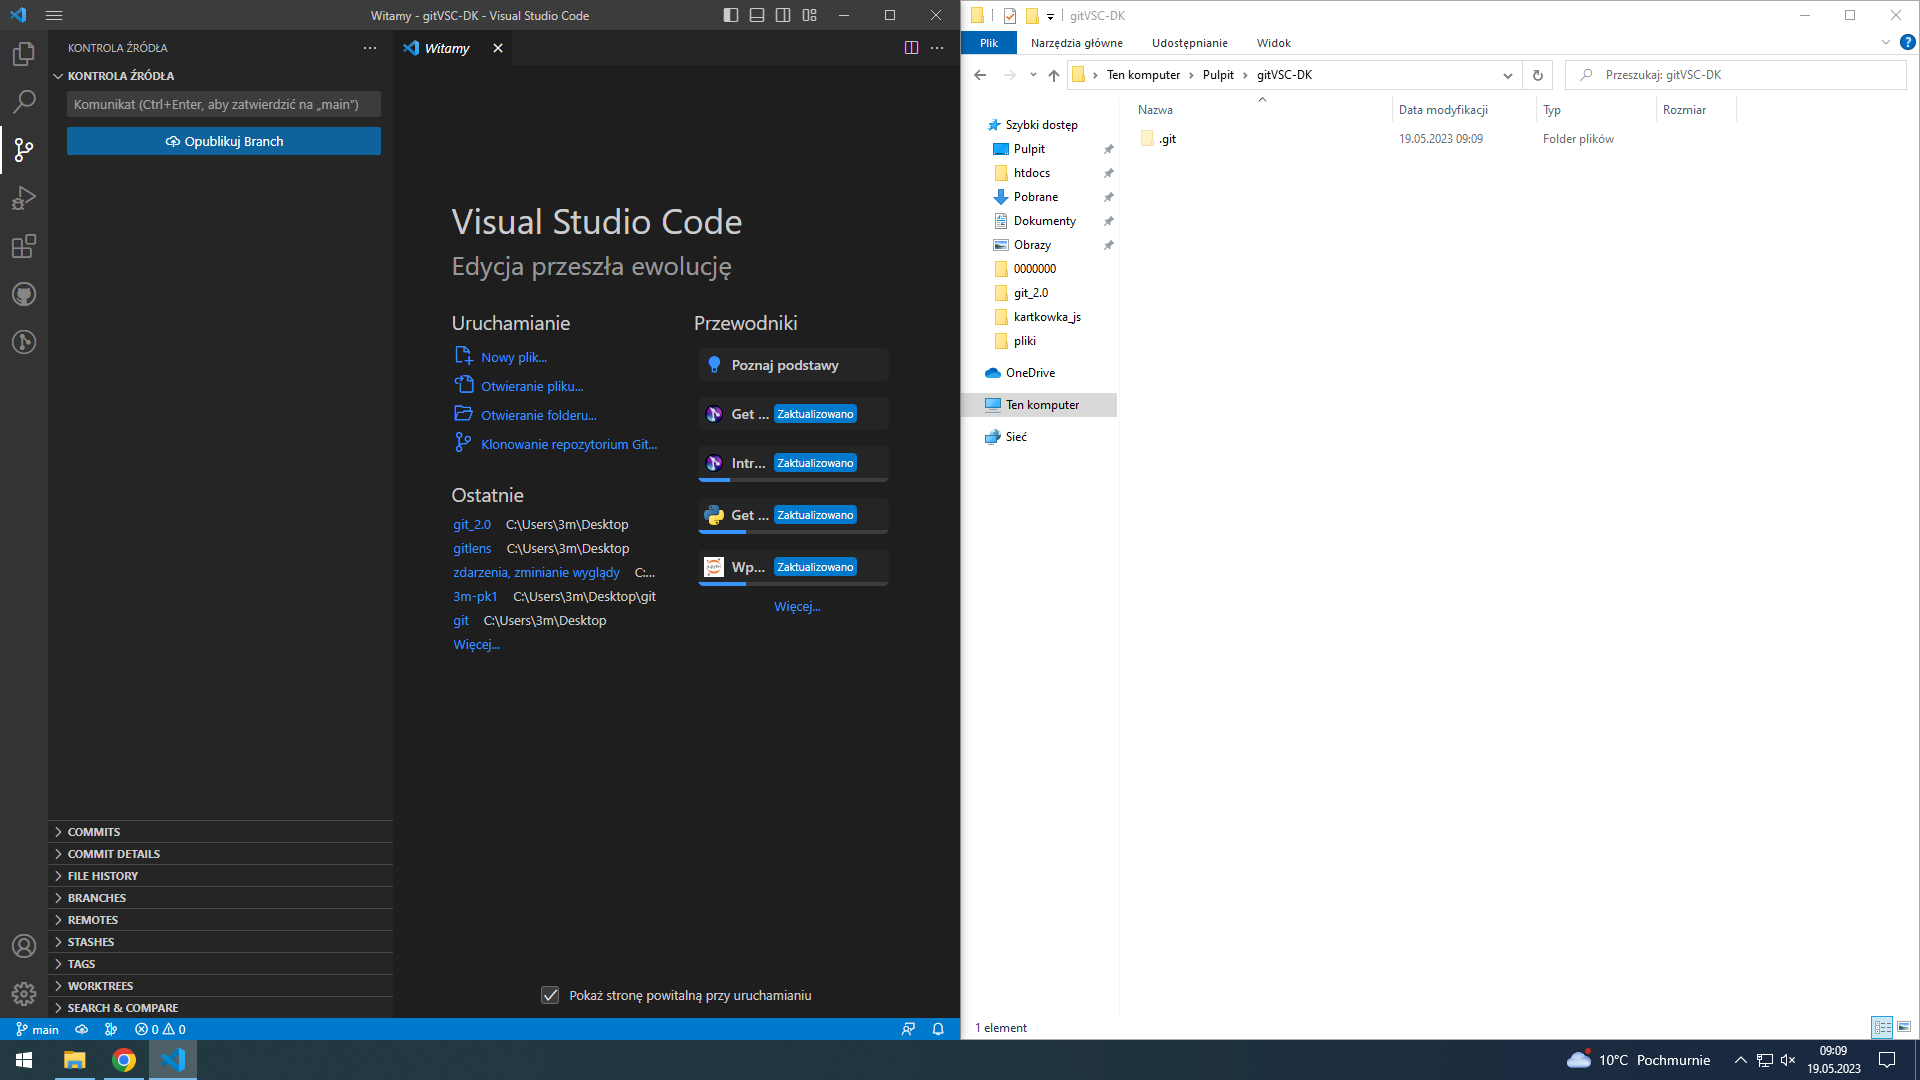 Witamy - gitVSC-DK - Visual Studio Code
KONTROLA ŹRÓDŁA
KONTROLA ŹRÓDŁA
Komunikat (Ctrl+Enter, aby zatwierdzić na „main”)
Opublikuj Branch
COMMITS
COMMIT DETAILS
FILE HISTORY
BRANCHES
REMOTES
STASHES
TAGS
WORKTREES
SEARCH & COMPARE
main
0 0
Witamy
Visual Studio Code
Edycja przeszła ewolucję
Uruchamianie
Nowy plik...
Otwieranie pliku...
Otwieranie folderu...
Klonowanie repozytorium Git...
Ostatnie
git_2.0 C:\Users\3m\Desktop
gitlens C:\Users\3m\Desktop
zdarzenia, zminianie wyglądy C:...
3m-pk1 C:\Users\3m\Desktop\git
git C:\Users\3m\Desktop
Więcej...
Przewodniki
Poznaj podstawy
Get ... Zaktualizowano
Intr... Zaktualizowano
Get ... Zaktualizowano
Wp... Zaktualizowano
Więcej...
Pokaż stronę powitalną przy uruchamianiu
gitVSC-DK
Plik Narzędzia główne Udostępnianie Widok
Ten komputer Pulpit gitVSC-DK
Przeszukaj: gitVSC-DK
Szybki dostęp
Pulpit
htdocs
Pobrane
Dokumenty
Obrazy
0000000
git_2.0
kartkowka_js
pliki
OneDrive
Ten komputer
Sieć
Nazwa Data modyfikacji Typ Rozmiar
.git 19.05.2023 09:09 Folder plików
1 element
10°C Pochmurnie
09:09
19.05.2023